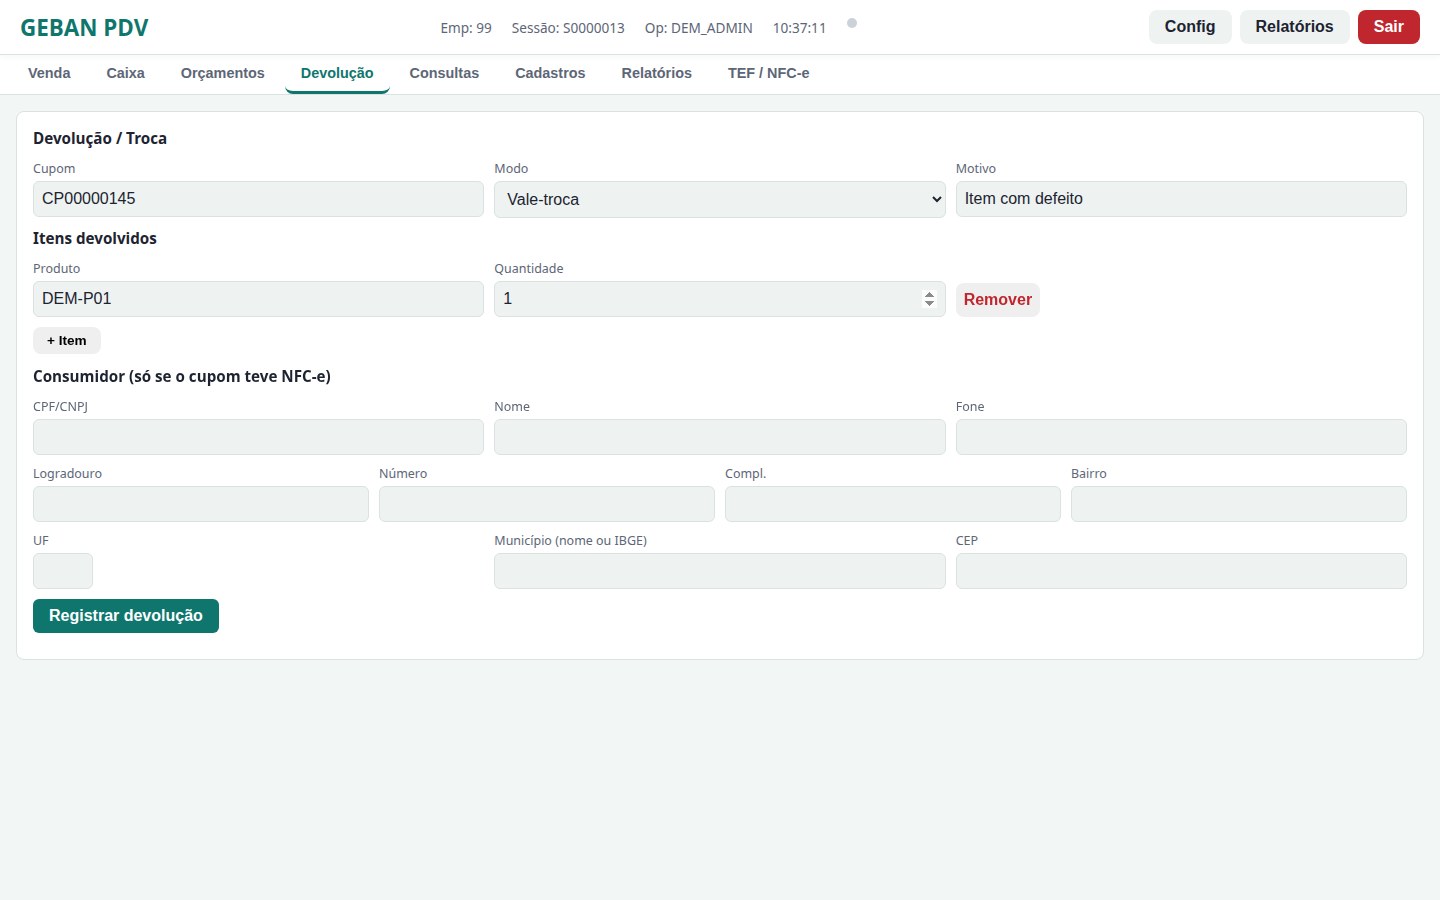 GEBAN PDV
Emp: 99 Sessão: S0000013 Op: DEM_ADMIN 10:37:11
Config Relatórios Sair
Venda Caixa Orçamentos Devolução Consultas Cadastros Relatórios TEF / NFC-e
Devolução / Troca
Cupom Modo Motivo
CP00000145 Vale-troca Item com defeito
Itens devolvidos
Produto Quantidade
DEM-P01 1 Remover
+ Item
Consumidor (só se o cupom teve NFC-e)
CPF/CNPJ Nome Fone
Logradouro Número Compl. Bairro
UF Município (nome ou IBGE) CEP
Registrar devolução